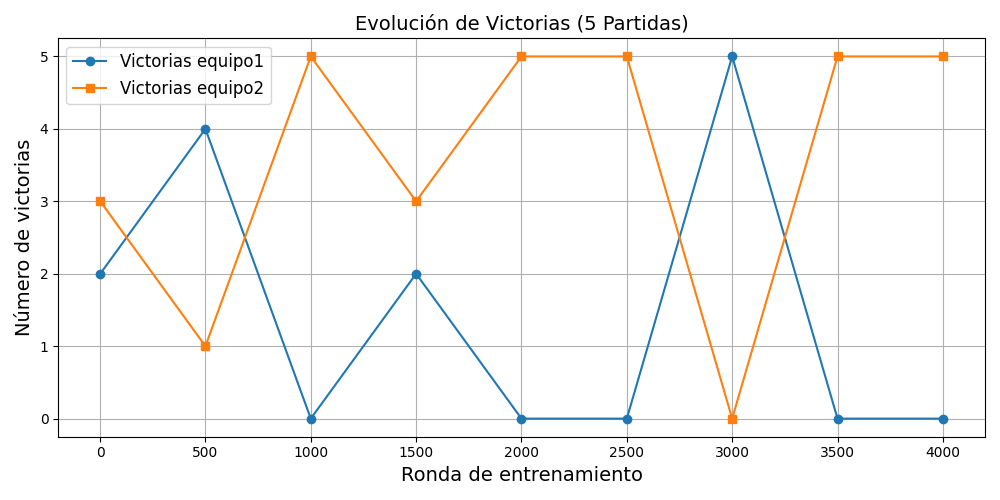 Evolución de Victorias (5 Partidas)
Victorias equipo1
Victorias equipo2
Número de victorias
5
4
3
2
1
0
0 500 1000 1500 2000 2500 3000 3500 4000
Ronda de entrenamiento